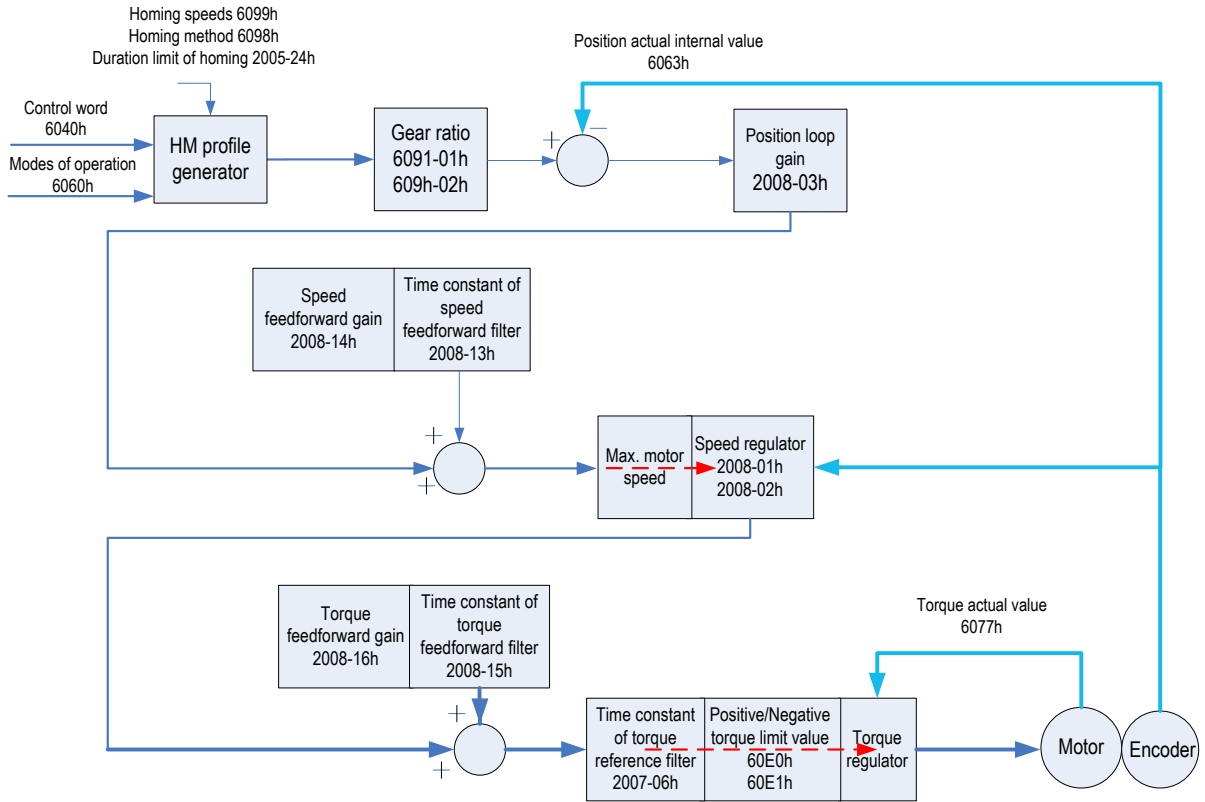 Homing speeds 6099h
Homing method 6098h
Duration limit of homing 2005-24h
Position actual internal value
6063h
Control word
6040h
Modes of operation
6060h
HM profile
generator
Gear ratio
6091-01h
609h-02h
+
−
Position loop
gain
2008-03h
Speed
feedforward gain
2008-14h
Time constant of
speed
feedforward filter
2008-13h
+
+
Max. motor
speed
Speed regulator
2008-01h
2008-02h
Torque
feedforward gain
2008-16h
Time constant of
torque
feedforward filter
2008-15h
Torque actual value
6077h
+
+
Time constant
of torque
reference filter
2007-06h
Positive/Negative
torque limit value
60E0h
60E1h
Torque
regulator
Motor
Encoder